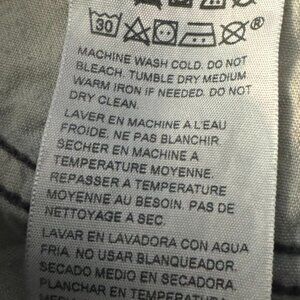 30 ®
MACHINE WASH COLD. DO NOT
BLEACH. TUMBLE DRY MEDIUM
WARM IRON IF NEEDED. DO NOT
DRY CLEAN.
LAVER EN MACHINE A L'EAU
FROIDE. NE PAS BLANCHIR
SECHER EN MACHINE A
TEMPERATURE MOYENNE.
REPASSER A TEMPERATURE
MOYENNE AU BESOIN. PAS DE
NETTOYAGE A SEC.
LAVAR EN LAVADORA CON AGUA
FRIA. NO USAR BLANQUEADOR.
SECADO MEDIO EN SECADORA.
PLANCHAR EN TEMPERATURA